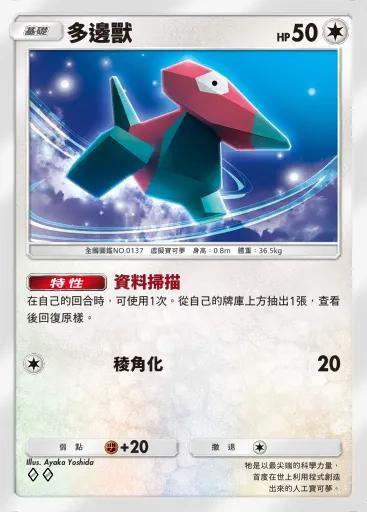 基礎 多邊獸 HP 50
全國圖鑑NO.0137 虛擬寶可夢 身高：0.8m 體重：36.5kg
特性 資料掃描
在自己的回合時，可使用1次。從自己的牌庫上方抽出1張，查看
後回復原樣。
稜角化 20
弱點 +20 撤退
Illus. Ayaka Yoshida
牠是以最尖端的科學力量，
首度在世上利用程式創造
出來的人工寶可夢。